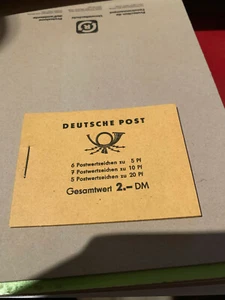 DEUTSCHE POST
6 Postwertzeichen zu 5 Pf
7 Postwertzeichen zu 10 Pf
5 Postwertzeichen zu 20 Pf
Gesamtwert 2.– DM